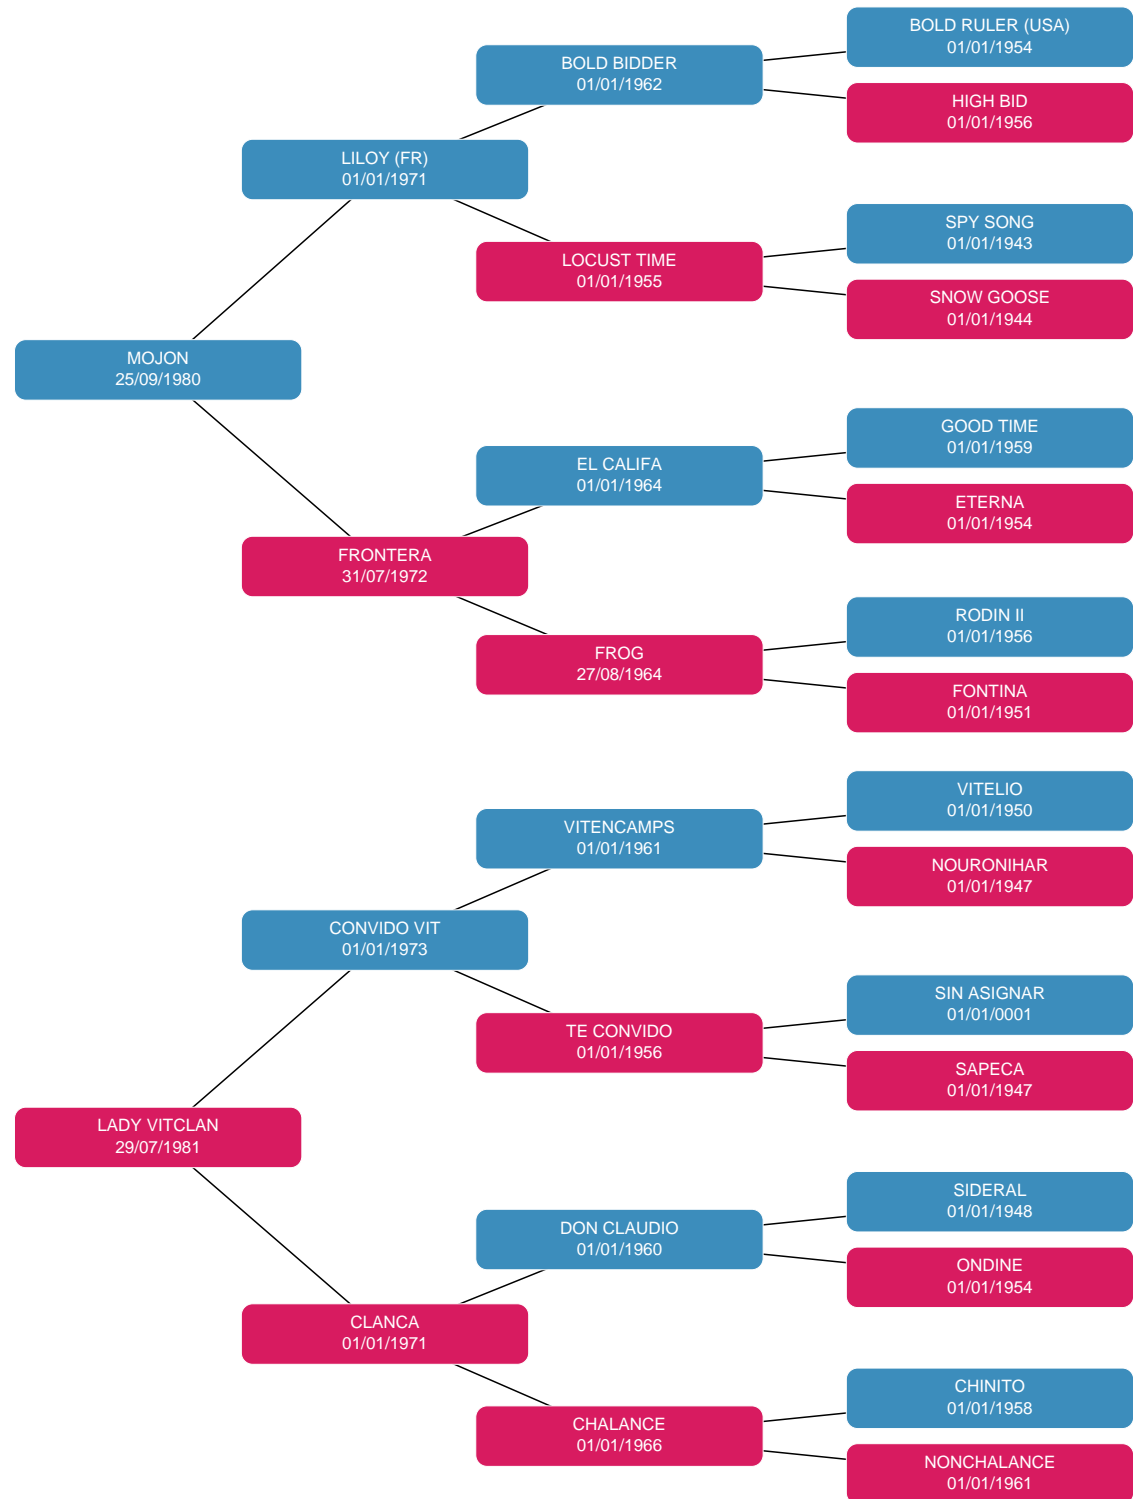 BOLD RULER (USA)
01/01/1954
BOLD BIDDER
01/01/1962
HIGH BID
01/01/1956
LILOY (FR)
01/01/1971
SPY SONG
01/01/1943
LOCUST TIME
01/01/1955
SNOW GOOSE
01/01/1944
MOJON
25/09/1980
GOOD TIME
01/01/1959
EL CALIFA
01/01/1964
ETERNA
01/01/1954
FRONTERA
31/07/1972
RODIN II
01/01/1956
FROG
27/08/1964
FONTINA
01/01/1951
VITELIO
01/01/1950
VITENCAMPS
01/01/1961
NOURONIHAR
01/01/1947
CONVIDO VIT
01/01/1973
SIN ASIGNAR
01/01/0001
TE CONVIDO
01/01/1956
SAPECA
01/01/1947
LADY VITCLAN
29/07/1981
SIDERAL
01/01/1948
DON CLAUDIO
01/01/1960
ONDINE
01/01/1954
CLANCA
01/01/1971
CHINITO
01/01/1958
CHALANCE
01/01/1966
NONCHALANCE
01/01/1961